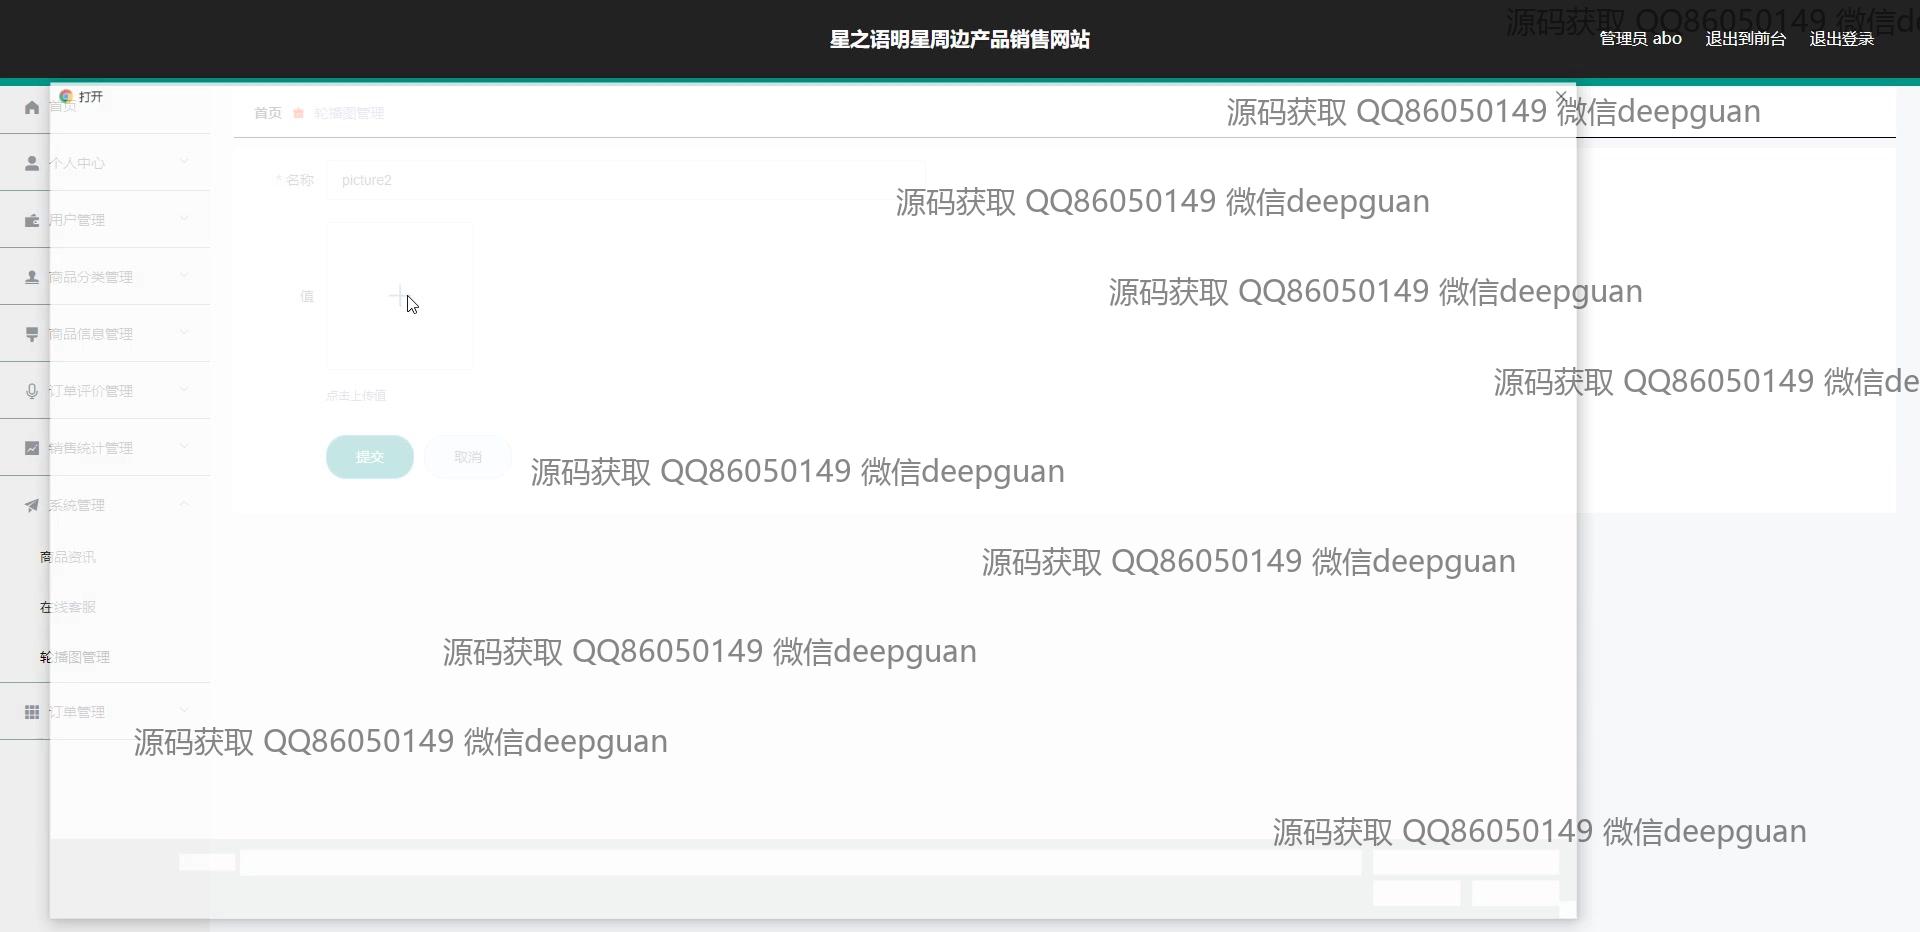 星之语明星周边产品销售网站
源码获取 QQ86050149 微信de
管理员 abo 退出到前台 退出登录
打开
首页
首页 轮播图管理
源码获取 QQ86050149 微信deepguan
个人中心
* 名称 picture2
源码获取 QQ86050149 微信deepguan
用户管理
商品分类管理
值
源码获取 QQ86050149 微信deepguan
商品信息管理
订单评价管理
点击上传值
源码获取 QQ86050149 微信de
销售统计管理
提交 取消
源码获取 QQ86050149 微信deepguan
系统管理
商品资讯
源码获取 QQ86050149 微信deepguan
在线客服
轮播图管理
源码获取 QQ86050149 微信deepguan
订单管理
源码获取 QQ86050149 微信deepguan
源码获取 QQ86050149 微信deepguan